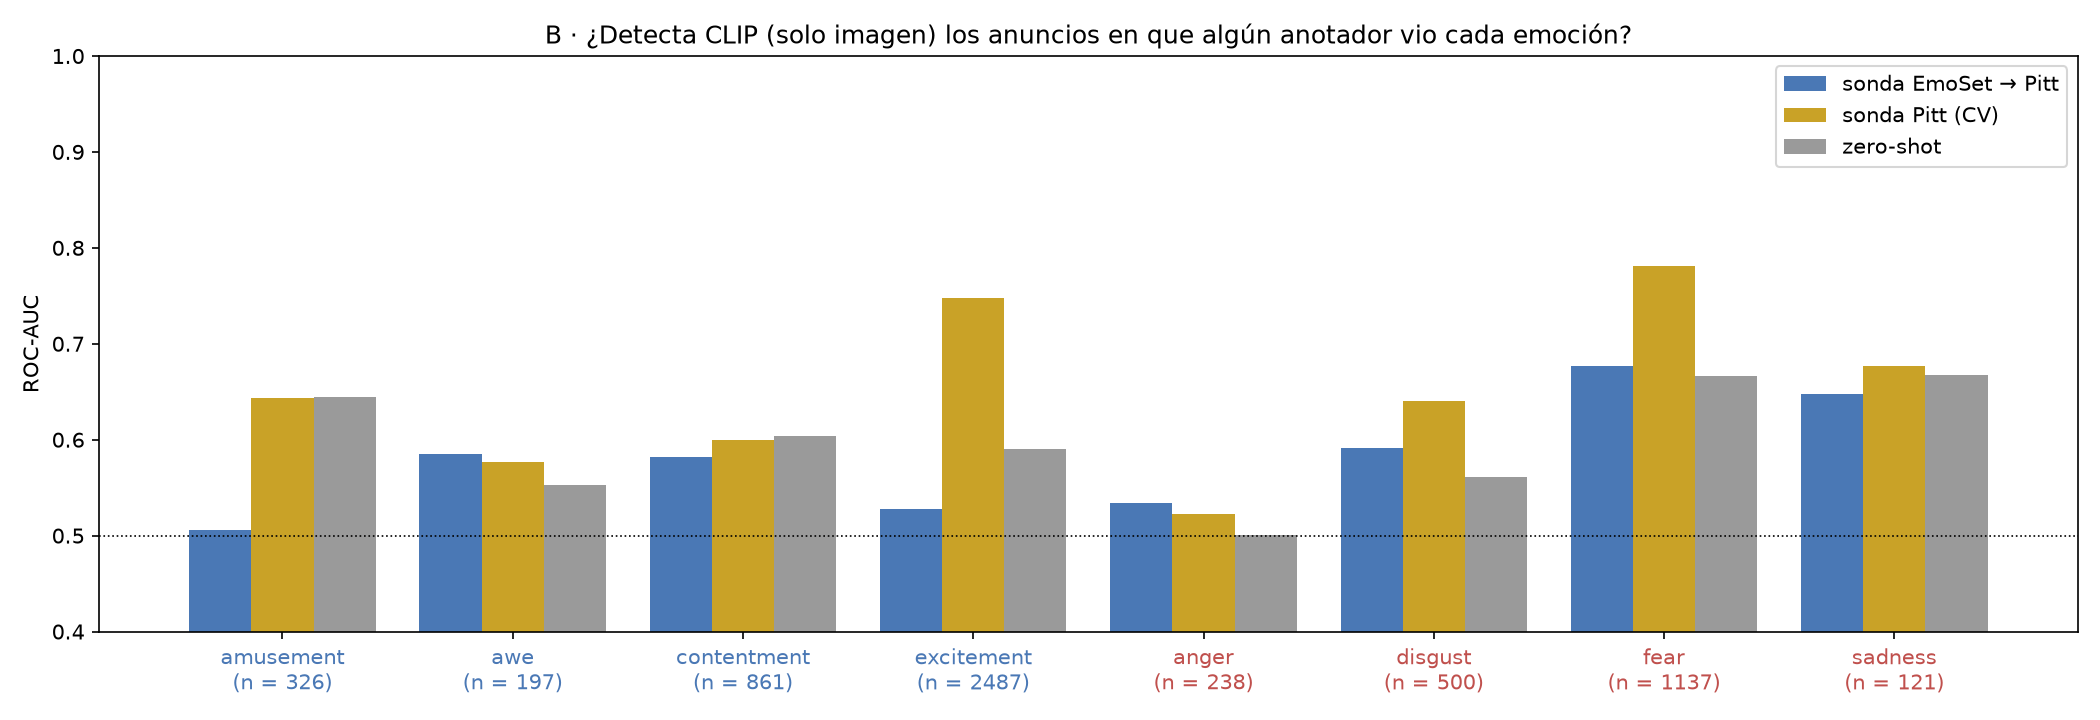 B · ¿Detecta CLIP (solo imagen) los anuncios en que algún anotador vio cada emoción?
1.0
0.9
0.8
0.7
0.6
0.5
0.4
ROC-AUC
sonda EmoSet → Pitt
sonda Pitt (CV)
zero-shot
amusement
(n = 326)
awe
(n = 197)
contentment
(n = 861)
excitement
(n = 2487)
anger
(n = 238)
disgust
(n = 500)
fear
(n = 1137)
sadness
(n = 121)